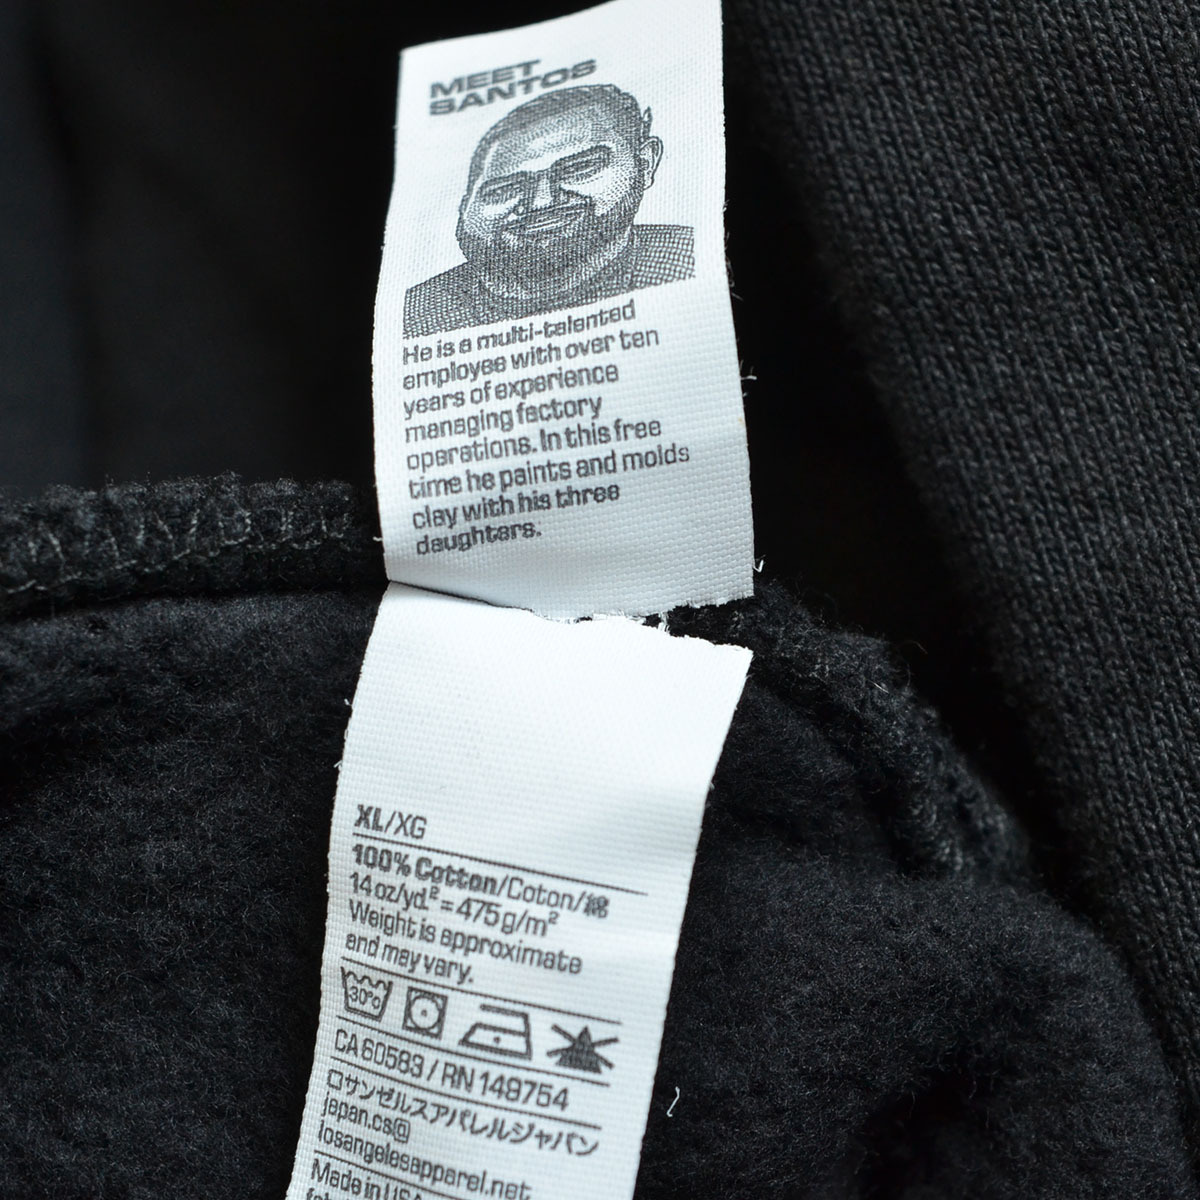 MEET
SANTOS
He is a multi-talented
employee with over ten
years of experience
managing factory
operations. In this free
time he paints and molds
clay with his three
daughters.
XL/XG
100% Cotton/Coton/綿
14 oz/yd.² = 475 g/m²
Weight is approximate
and may vary.
30°
CA 60583 / RN 149754
ロサンゼルスアパレルジャパン
japan.cs@
losangelesapparel.net
Made in USA